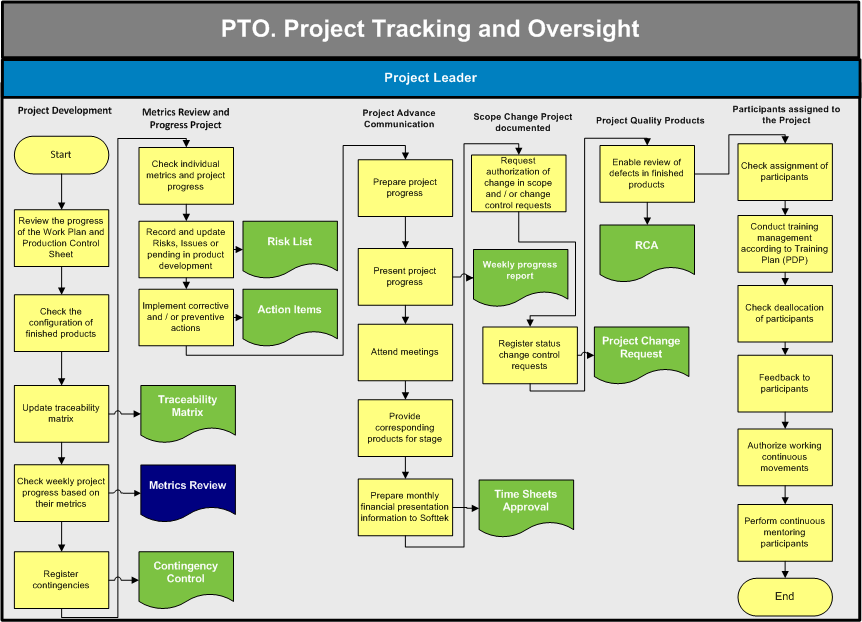 PTO. Project Tracking and Oversight
Project Leader
Project Development
Start
Review the progress
of the Work Plan and
Production Control
Sheet
Check the
configuration of
finished products
Update traceability
matrix
Traceability
Matrix
Check weekly project
progress based on
their metrics
Metrics Review
Register
contingencies
Contingency
Control
Metrics Review and
Progress Project
Check individual
metrics and project
progress
Record and update
Risks, Issues or
pending in product
development
Risk List
Implement corrective
and / or preventive
actions
Action Items
Project Advance
Communication
Prepare project
progress
Present project
progress
Weekly progress
report
Attend meetings
Provide
corresponding
products for stage
Prepare monthly
financial presentation
information to Softtek
Time Sheets
Approval
Scope Change Project
documented
Request
authorization of
change in scope
and / or change
control requests
Register status
change control
requests
Project Change
Request
Project Quality Products
Enable review of
defects in finished
products
RCA
Participants assigned to
the Project
Check assignment of
participants
Conduct training
management
according to Training
Plan (PDP)
Check deallocation
of participants
Feedback to
participants
Authorize working
continuous
movements
Perform continuous
mentoring
participants
End